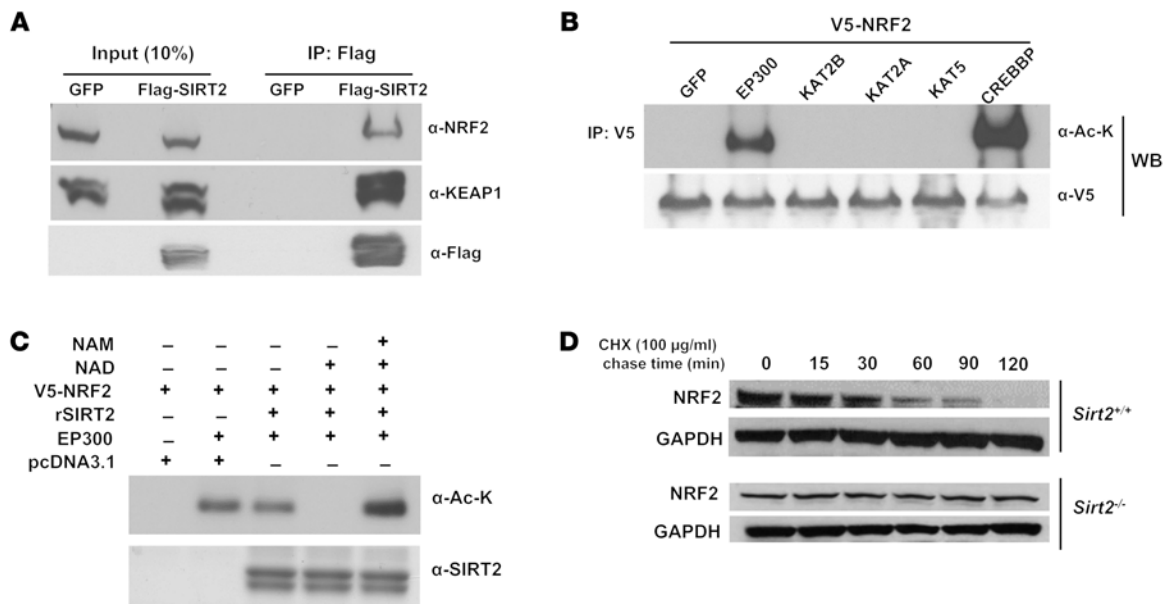 A
Input (10%) IP: Flag
GFP Flag-SIRT2 GFP Flag-SIRT2
α-NRF2
α-KEAP1
α-Flag
B
V5-NRF2
GFP EP300 KAT2B KAT2A KAT5 CREBBP
IP: V5 α-Ac-K
α-V5
WB
C
NAM – – – – +
NAD – – – + +
V5-NRF2 + + + + +
rSIRT2 – – + + +
EP300 – + + + +
pcDNA3.1 + + – – –
α-Ac-K
α-SIRT2
D
CHX (100 µg/ml)
chase time (min) 0 15 30 60 90 120
NRF2
GAPDH
Sirt2+/+
NRF2
GAPDH
Sirt2-/-